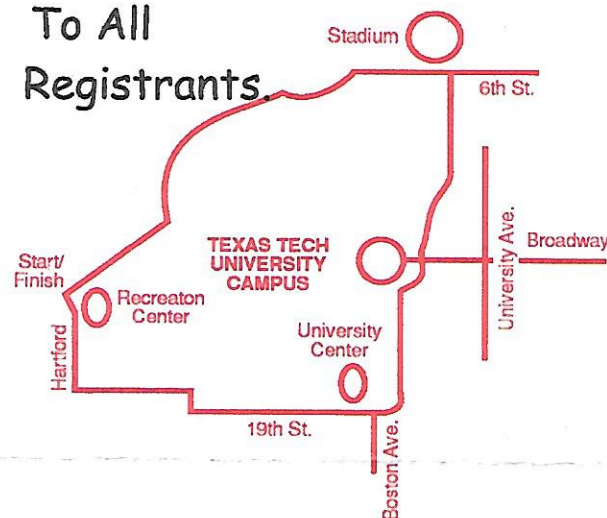 To All
Registrants.
Stadium
6th St.
University Ave.
Broadway
TEXAS TECH
UNIVERSITY
CAMPUS
Start/
Finish
Recreaton
Center
Hartford
University
Center
19th St.
Boston Ave.